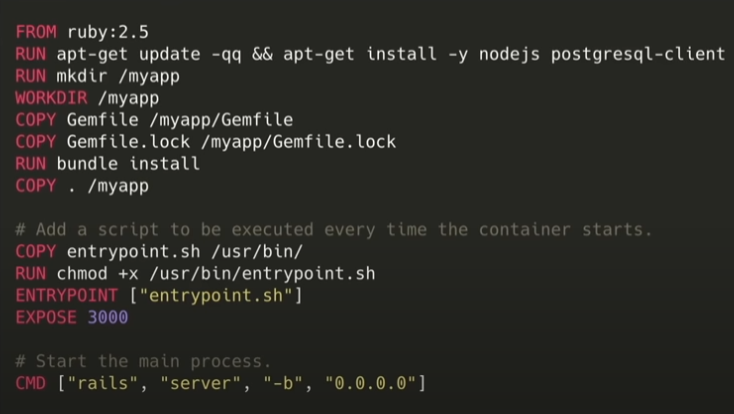 FROM ruby:2.5
RUN apt-get update -qq && apt-get install -y nodejs postgresql-client
RUN mkdir /myapp
WORKDIR /myapp
COPY Gemfile /myapp/Gemfile
COPY Gemfile.lock /myapp/Gemfile.lock
RUN bundle install
COPY . /myapp
# Add a script to be executed every time the container starts.
COPY entrypoint.sh /usr/bin/
RUN chmod +x /usr/bin/entrypoint.sh
ENTRYPOINT ["entrypoint.sh"]
EXPOSE 3000
# Start the main process.
CMD ["rails", "server", "-b", "0.0.0.0"]